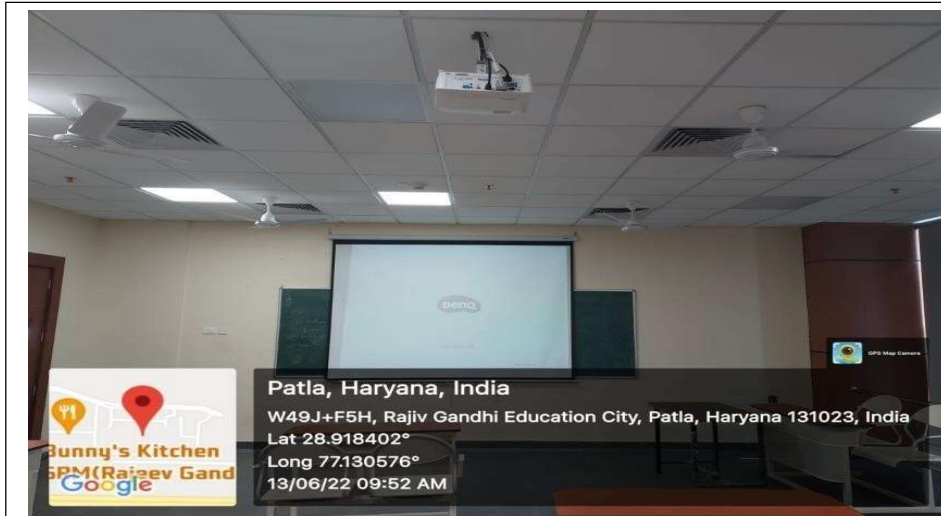 BenQ
GPS Map Camera
Patla, Haryana, India
W49J+F5H, Rajiv Gandhi Education City, Patla, Haryana 131023, India
Lat 28.918402°
Long 77.130576°
13/06/22 09:52 AM
Bunny's Kitchen
SRM(Rajeev Gand
Google